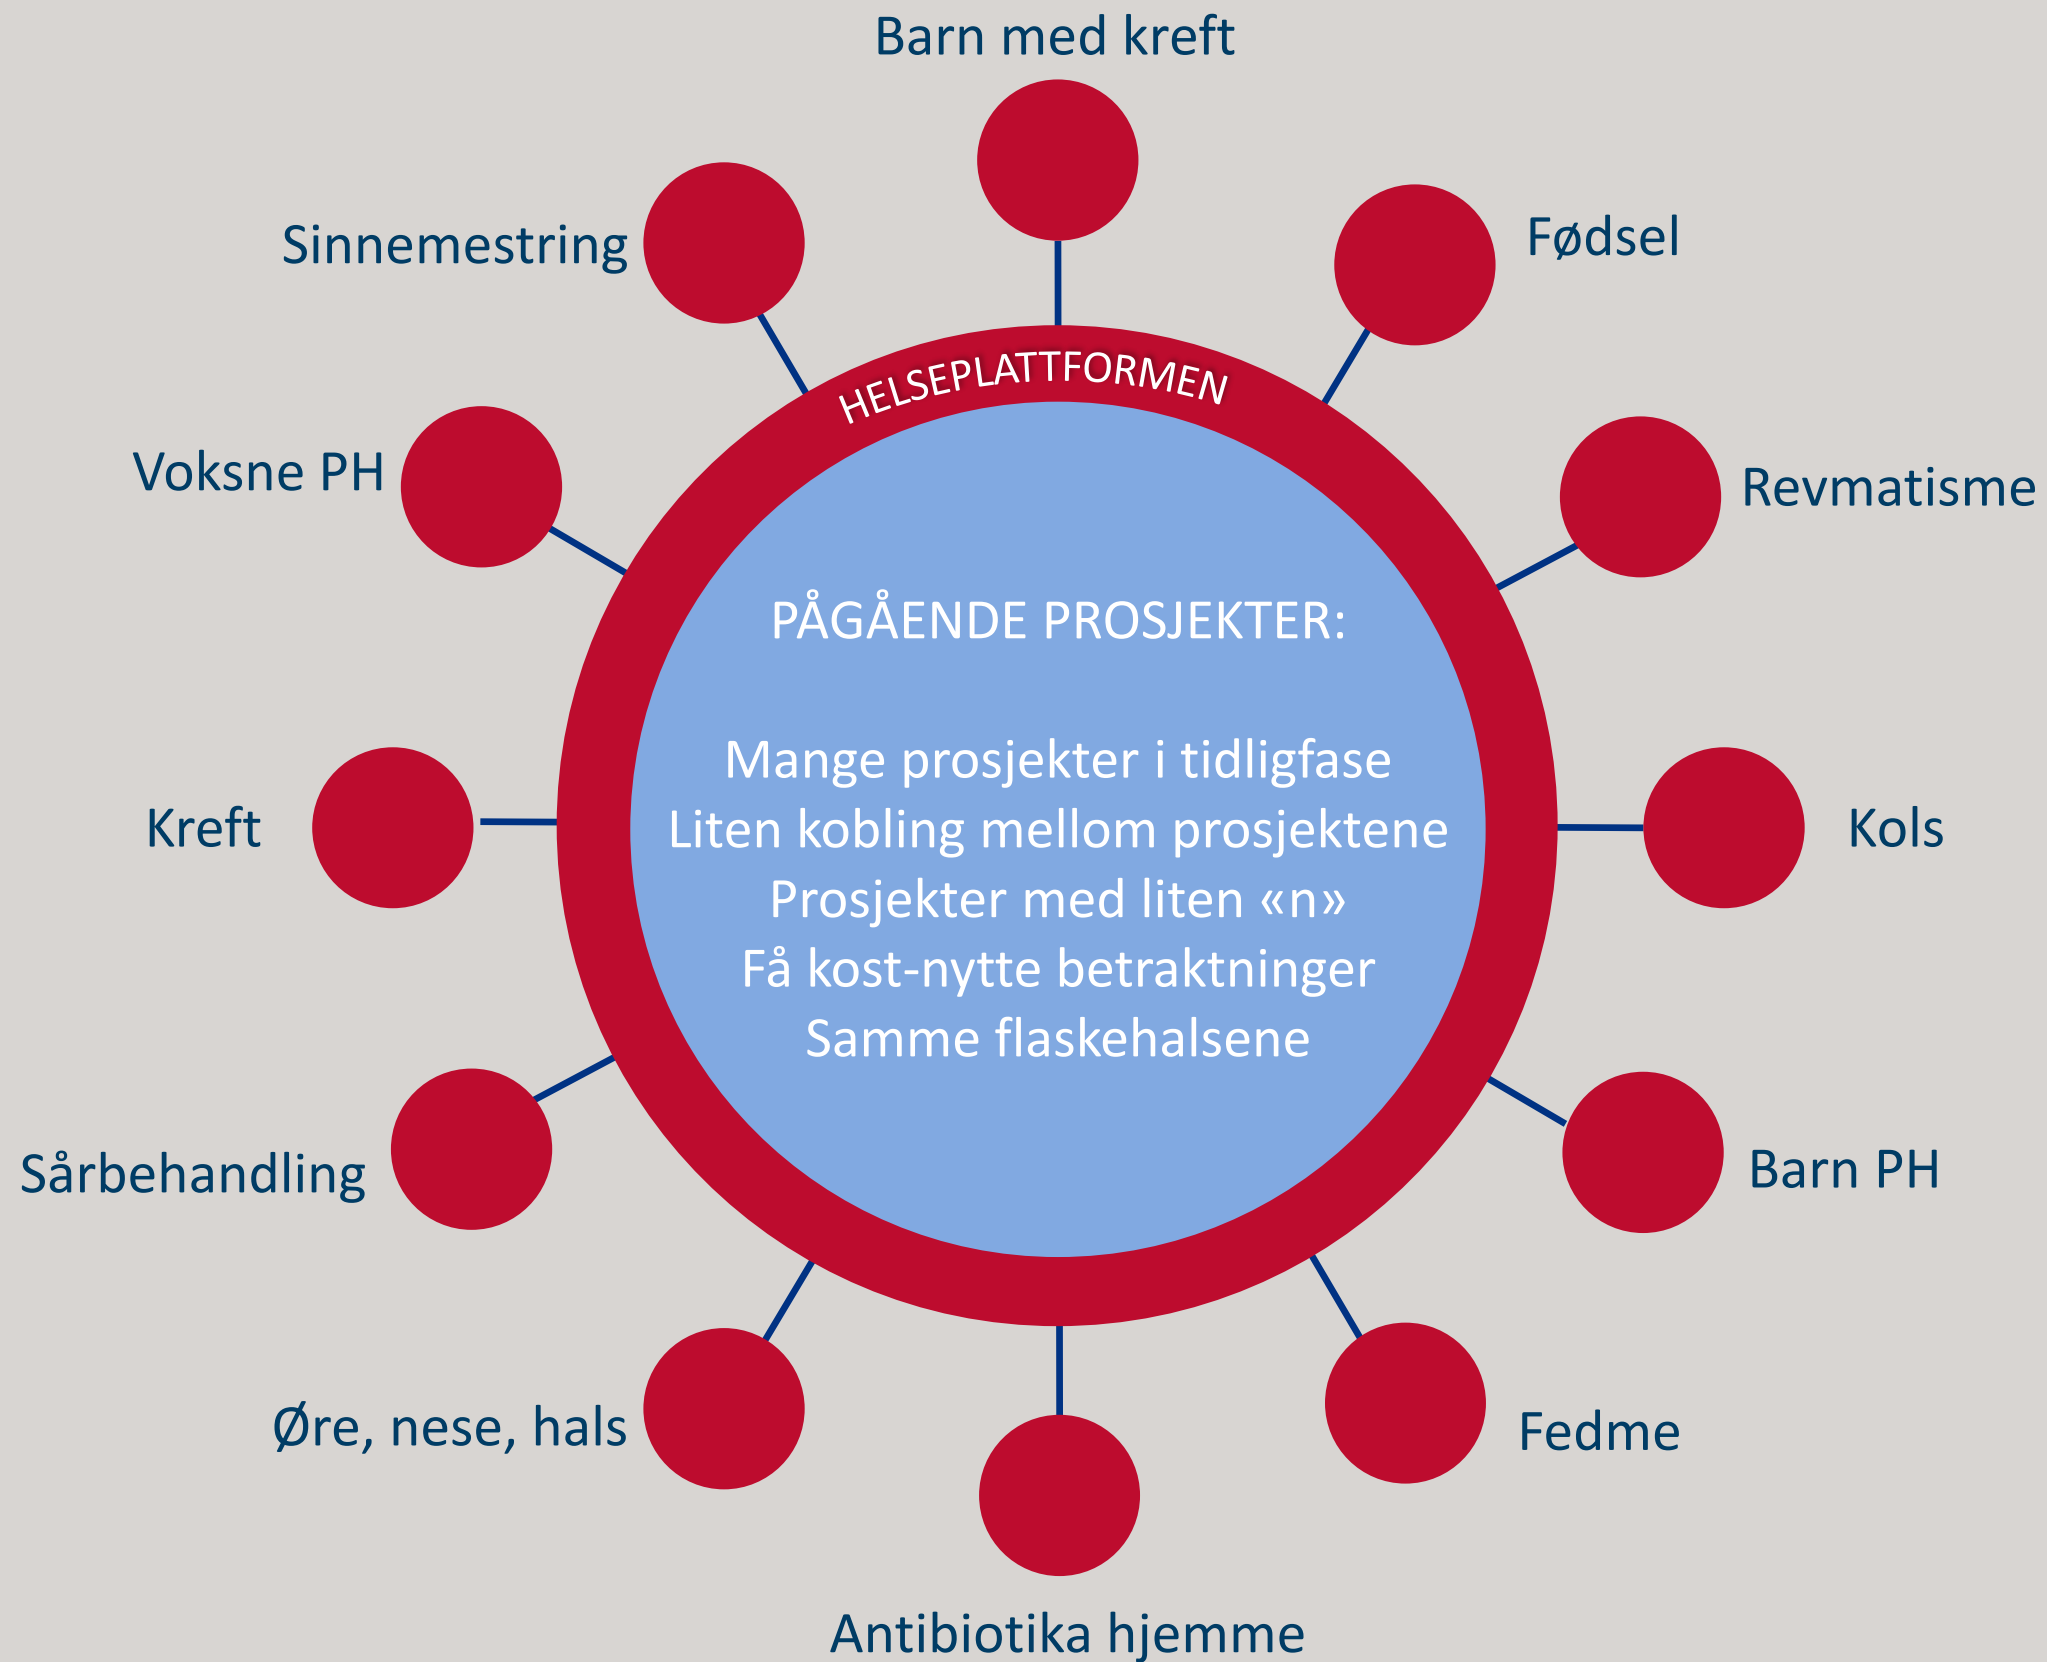 Barn med kreft
Sinnemestring
Fødsel
HELSEPLATTFORMEN
Voksne PH
Revmatisme
PÅGÅENDE PROSJEKTER:
Mange prosjekter i tidligfase
Liten kobling mellom prosjektene
Prosjekter med liten «n»
Få kost-nytte betraktninger
Samme flaskehalsene
Kreft
Kols
Sårbehandling
Barn PH
Øre, nese, hals
Fedme
Antibiotika hjemme